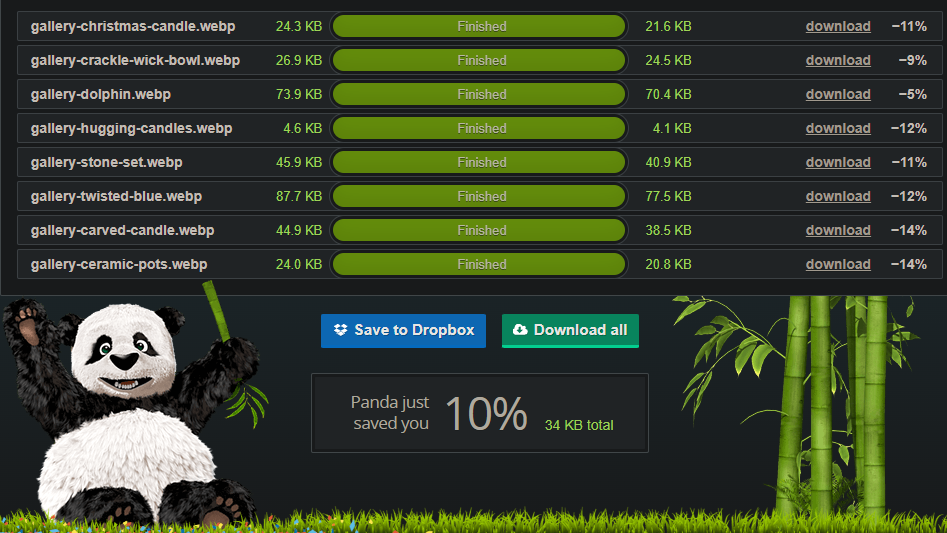 gallery-christmas-candle.webp 24.3 KB Finished 21.6 KB download −11%
gallery-crackle-wick-bowl.webp 26.9 KB Finished 24.5 KB download −9%
gallery-dolphin.webp 73.9 KB Finished 70.4 KB download −5%
gallery-hugging-candles.webp 4.6 KB Finished 4.1 KB download −12%
gallery-stone-set.webp 45.9 KB Finished 40.9 KB download −11%
gallery-twisted-blue.webp 87.7 KB Finished 77.5 KB download −12%
gallery-carved-candle.webp 44.9 KB Finished 38.5 KB download −14%
gallery-ceramic-pots.webp 24.0 KB Finished 20.8 KB download −14%
Save to Dropbox Download all
Panda just
saved you 10% 34 KB total